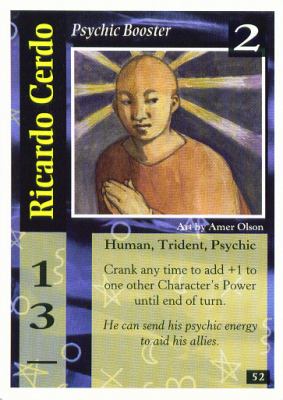 Psychic Booster
2
Ricardo Cerdo
Art by Amer Olson
Human, Trident, Psychic
Crank any time to add +1 to
one other Character's Power
until end of turn.
He can send his psychic energy
to aid his allies.
1
3
52